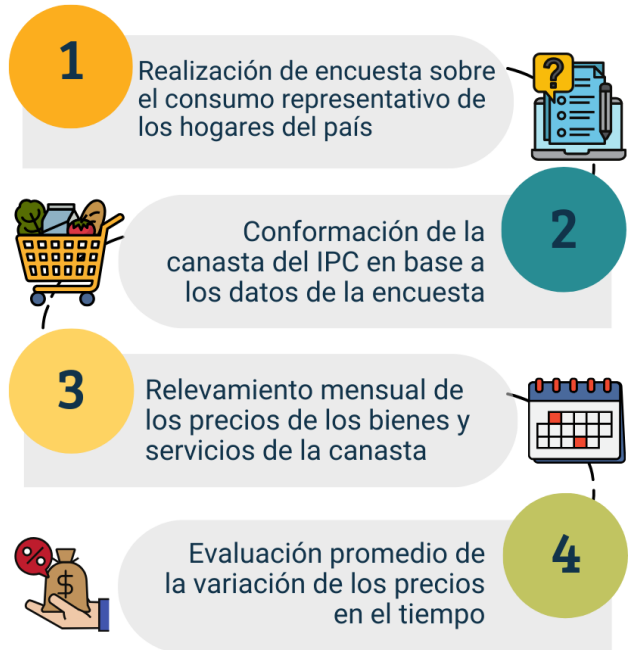 1
Realización de encuesta sobre
el consumo representativo de
los hogares del país
?
2
Conformación de la
canasta del IPC en base a
los datos de la encuesta
3
Relevamiento mensual de
los precios de los bienes y
servicios de la canasta
%
$
4
Evaluación promedio de
la variación de los precios
en el tiempo